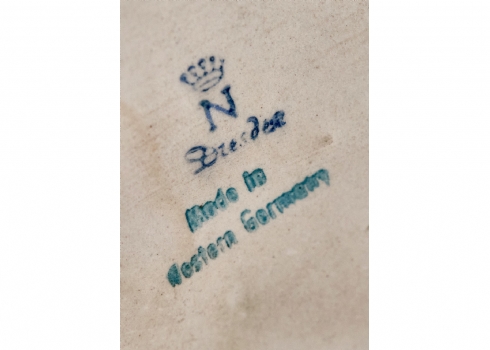 N
Dresden
Made in
Western Germany